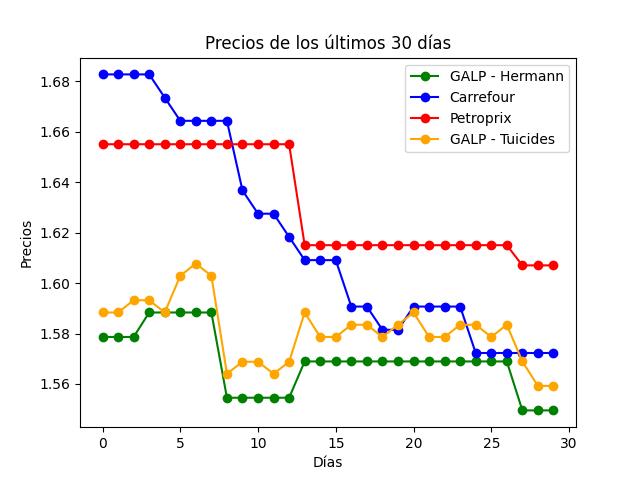 Precios de los últimos 30 días
GALP - Hermann
Carrefour
Petroprix
GALP - Tuicides
1.68
1.66
1.64
1.62
1.60
1.58
1.56
Precios
0 5 10 15 20 25 30
Días